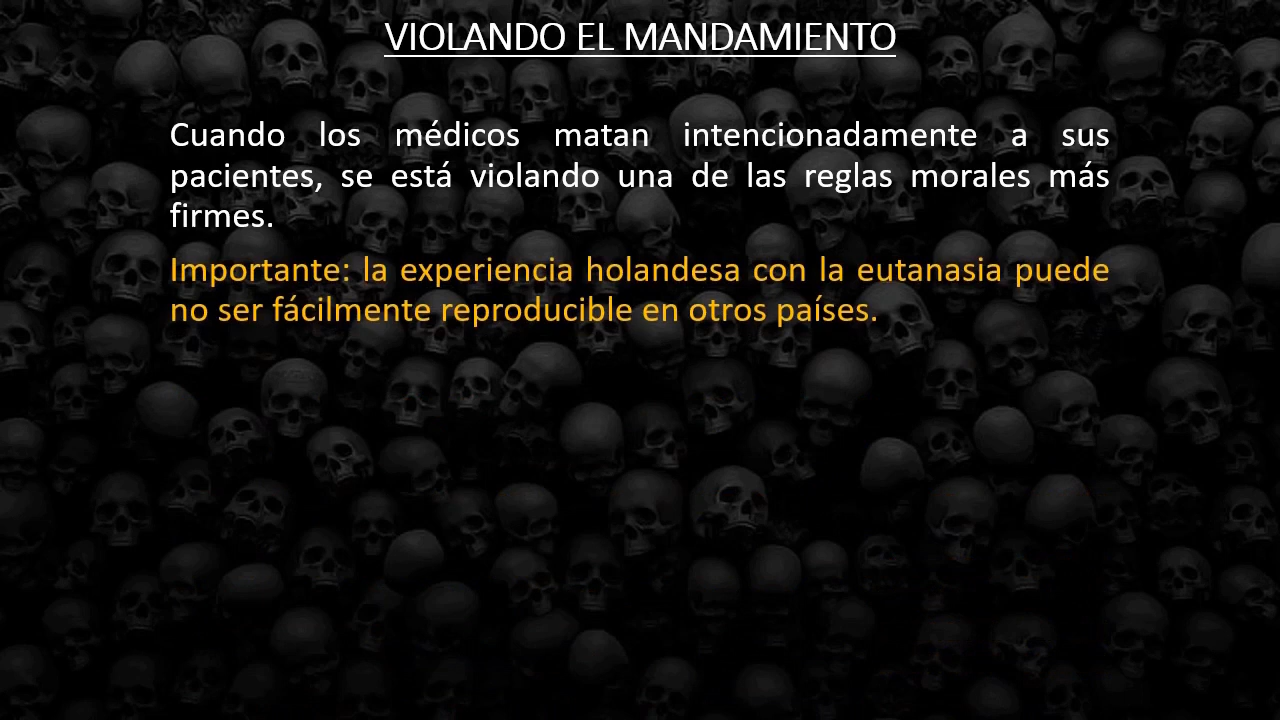 VIOLANDO EL MANDAMIENTO
Cuando los médicos matan intencionadamente a sus
pacientes, se está violando una de las reglas morales más
firmes.
Importante: la experiencia holandesa con la eutanasia puede
no ser fácilmente reproducible en otros países.